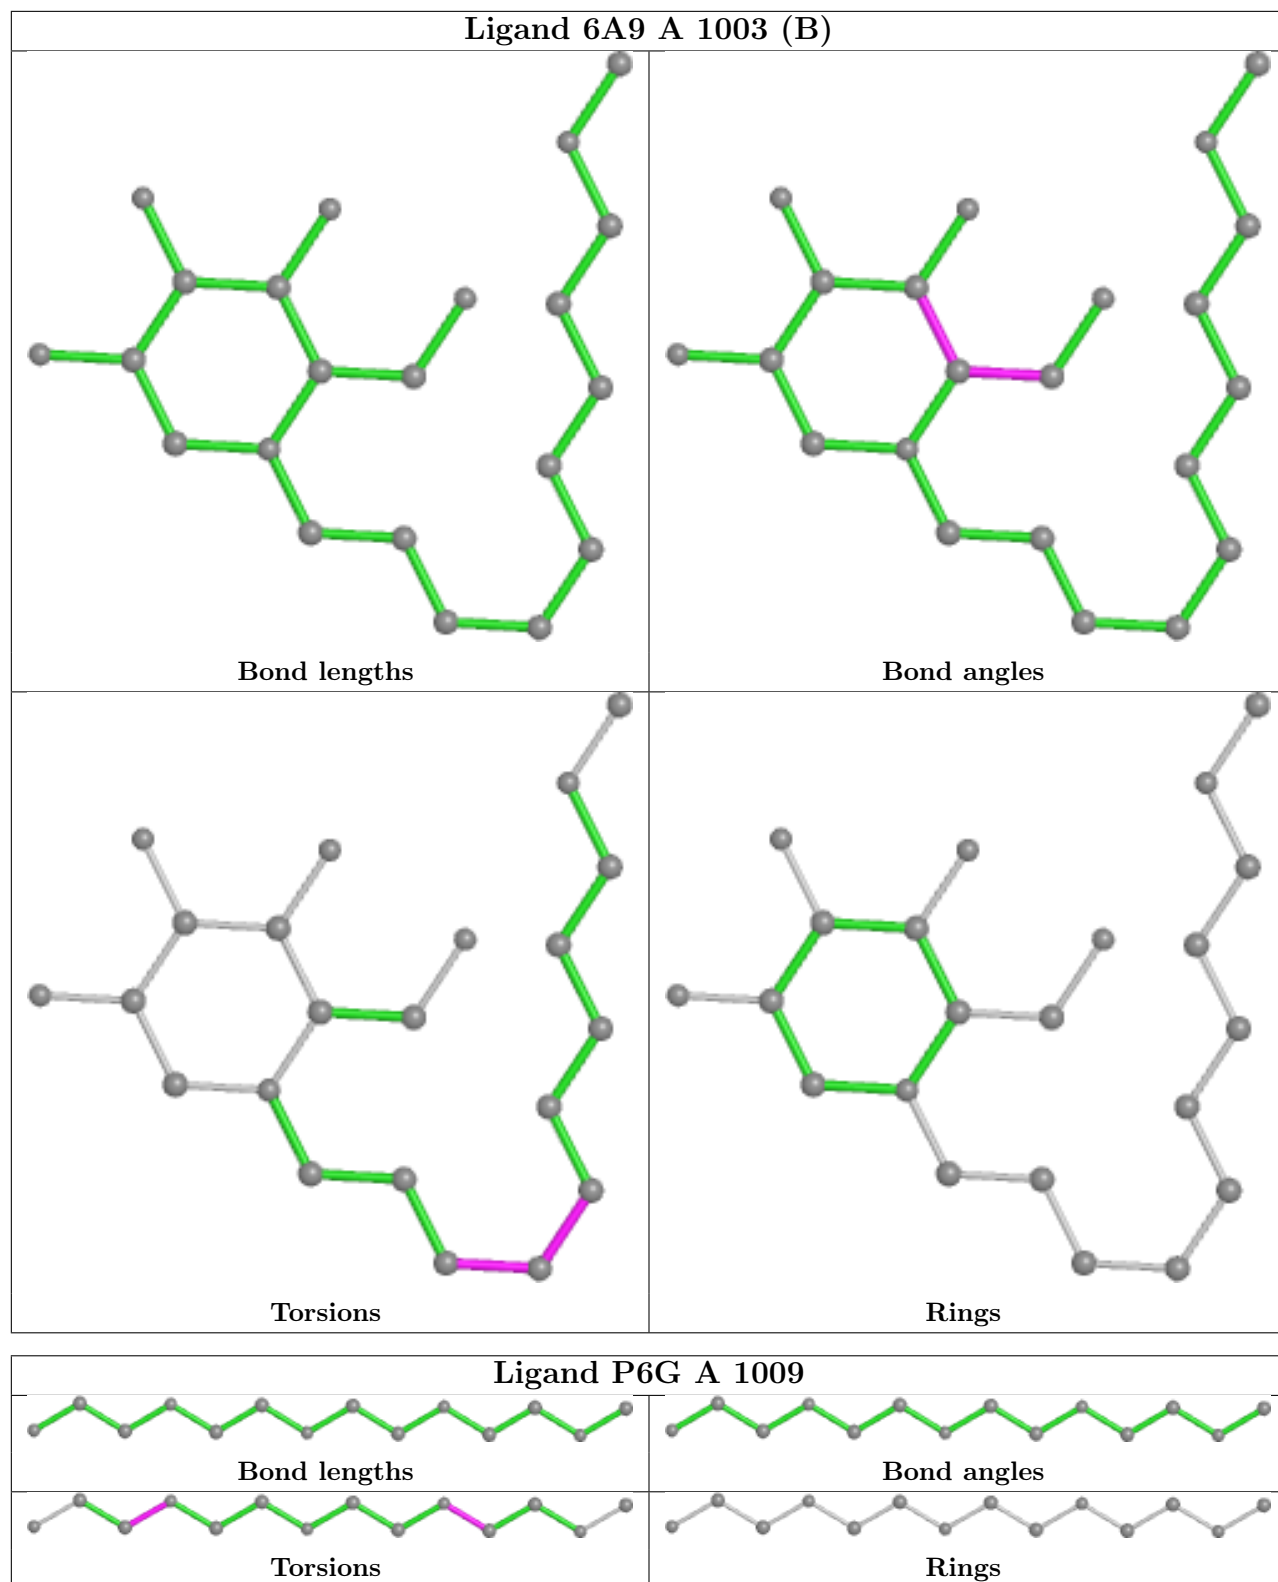 Ligand 6A9 A 1003 (B)
Bond lengths
Bond angles
Torsions
Rings
Ligand P6G A 1009
Bond lengths
Bond angles
Torsions
Rings